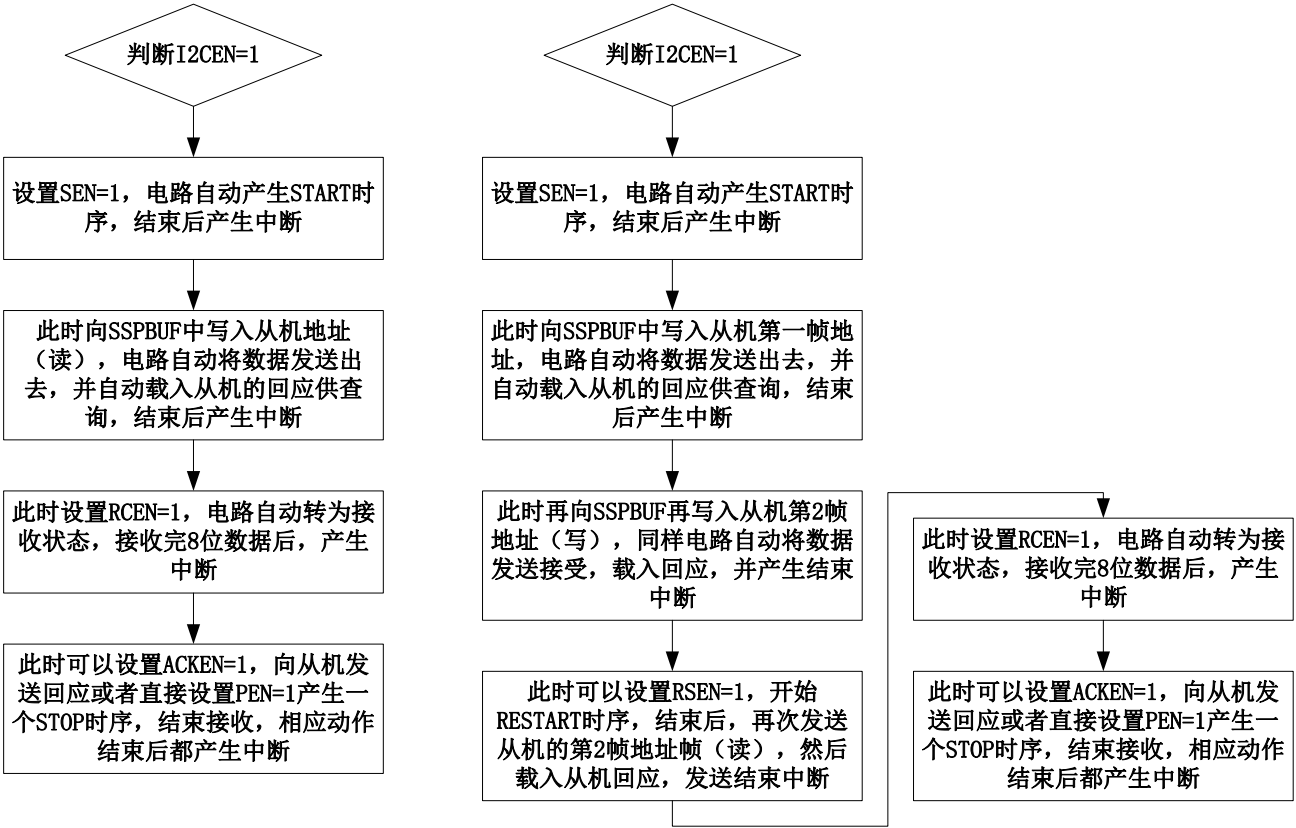 判断I2CEN=1
设置SEN=1，电路自动产生START时
序，结束后产生中断
此时向SSPBUF中写入从机地址
（读），电路自动将数据发送出
去，并自动载入从机的回应供查
询，结束后产生中断
此时设置RCEN=1，电路自动转为接
收状态，接收完8位数据后，产生
中断
此时可以设置ACKEN=1，向从机发
送回应或者直接设置PEN=1产生一
个STOP时序，结束接收，相应动作
结束后都产生中断
判断I2CEN=1
设置SEN=1，电路自动产生START时
序，结束后产生中断
此时向SSPBUF中写入从机第一帧地
址，电路自动将数据发送出去，并
自动载入从机的回应供查询，结束
后产生中断
此时再向SSPBUF再写入从机第2帧
地址（写），同样电路自动将数据
发送接受，载入回应，并产生结束
中断
此时可以设置RSEN=1，开始
RESTART时序，结束后，再次发送
从机的第2帧地址帧（读），然后
载入从机回应，发送结束中断
此时设置RCEN=1，电路自动转为接
收状态，接收完8位数据后，产生
中断
此时可以设置ACKEN=1，向从机发
送回应或者直接设置PEN=1产生一
个STOP时序，结束接收，相应动作
结束后都产生中断